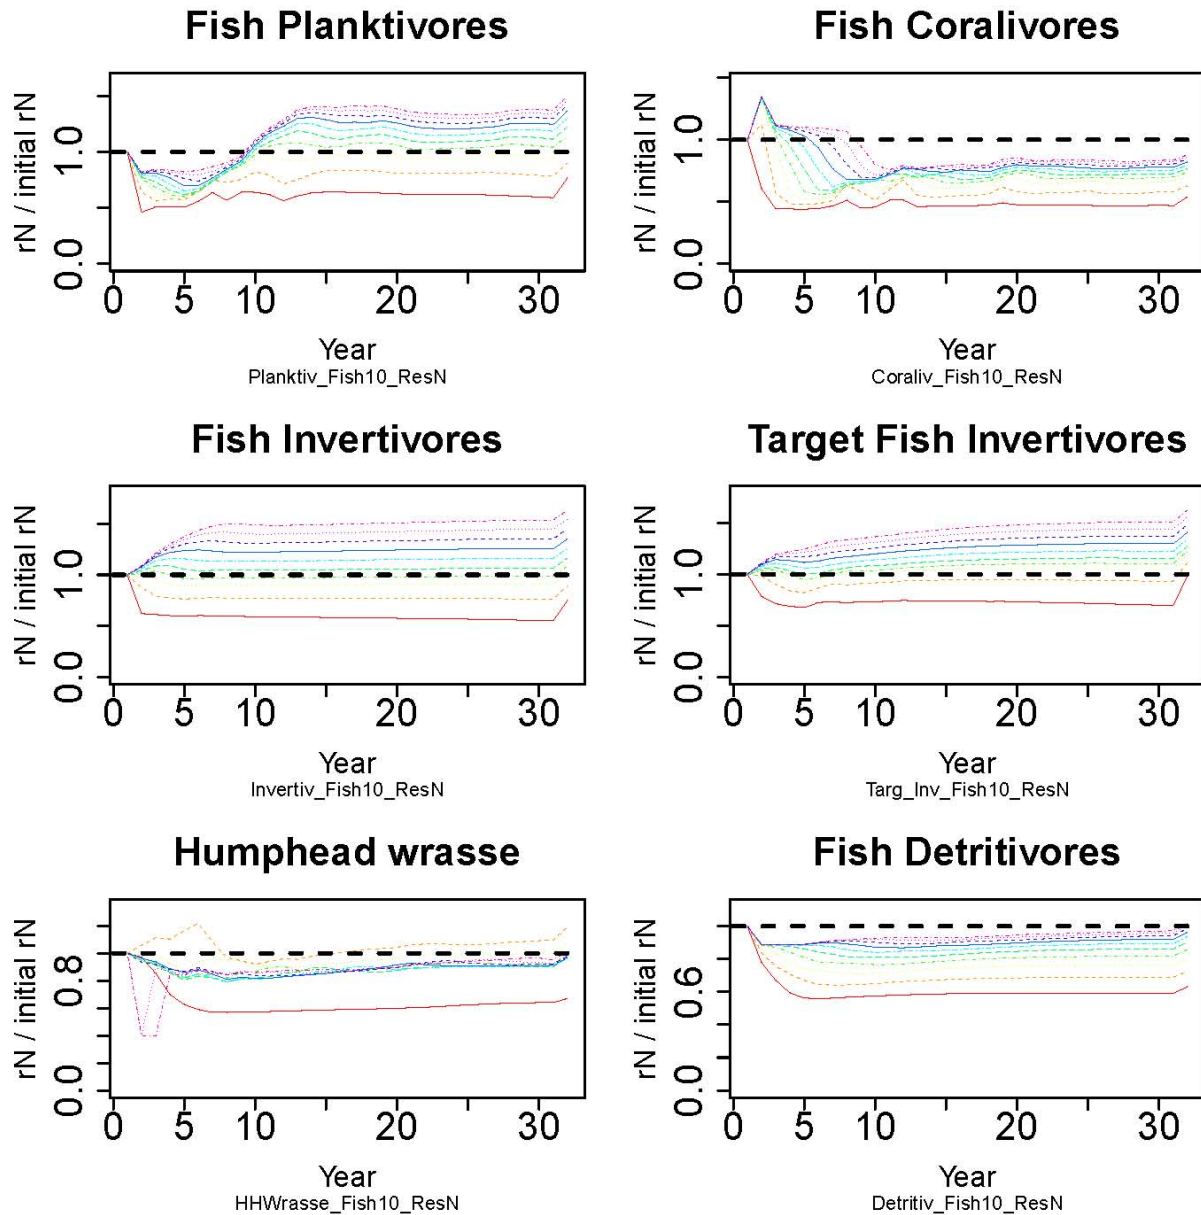 Fish Planktivores
rN / initial rN
0.0 1.0
0 5 10 20 30
Year
Planktiv_Fish10_ResN
Fish Coralivores
rN / initial rN
0.0 1.0
0 5 10 20 30
Year
Coraliv_Fish10_ResN
Fish Invertivores
rN / initial rN
0.0 1.0
0 5 10 20 30
Year
Invertiv_Fish10_ResN
Target Fish Invertivores
rN / initial rN
0.0 1.0
0 5 10 20 30
Year
Targ_Inv_Fish10_ResN
Humphead wrasse
rN / initial rN
0.0 0.8
0 5 10 20 30
Year
HHWrasse_Fish10_ResN
Fish Detritivores
rN / initial rN
0.0 0.6
0 5 10 20 30
Year
Detritiv_Fish10_ResN